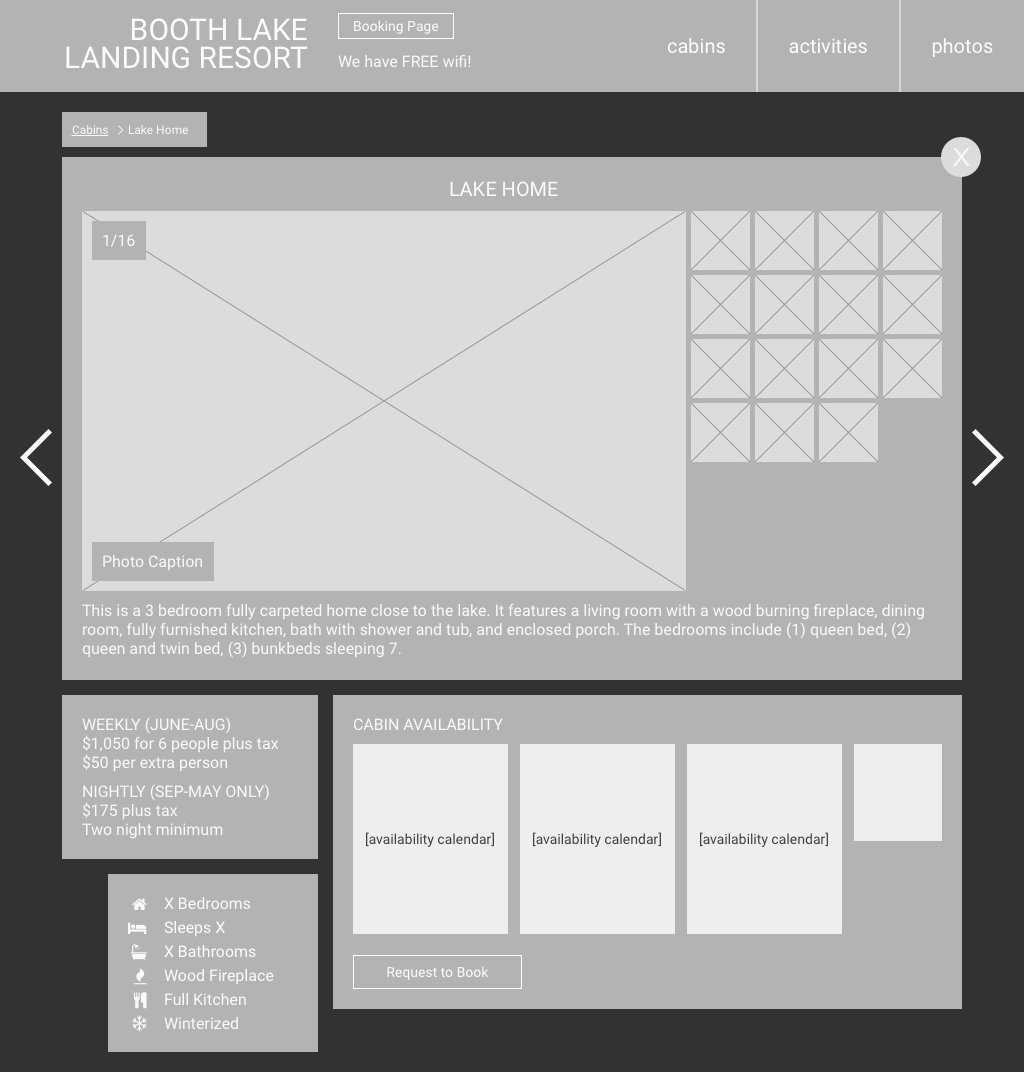 BOOTH LAKE
LANDING RESORT
Booking Page
We have FREE wifi!
cabins
activities
photos
Cabins > Lake Home
X
LAKE HOME
1/16
Photo Caption
This is a 3 bedroom fully carpeted home close to the lake. It features a living room with a wood burning fireplace, dining
room, fully furnished kitchen, bath with shower and tub, and enclosed porch. The bedrooms include (1) queen bed, (2)
queen and twin bed, (3) bunkbeds sleeping 7.
WEEKLY (JUNE-AUG)
$1,050 for 6 people plus tax
$50 per extra person
NIGHTLY (SEP-MAY ONLY)
$175 plus tax
Two night minimum
X Bedrooms
Sleeps X
X Bathrooms
Wood Fireplace
Full Kitchen
Winterized
CABIN AVAILABILITY
[availability calendar]
[availability calendar]
[availability calendar]
Request to Book